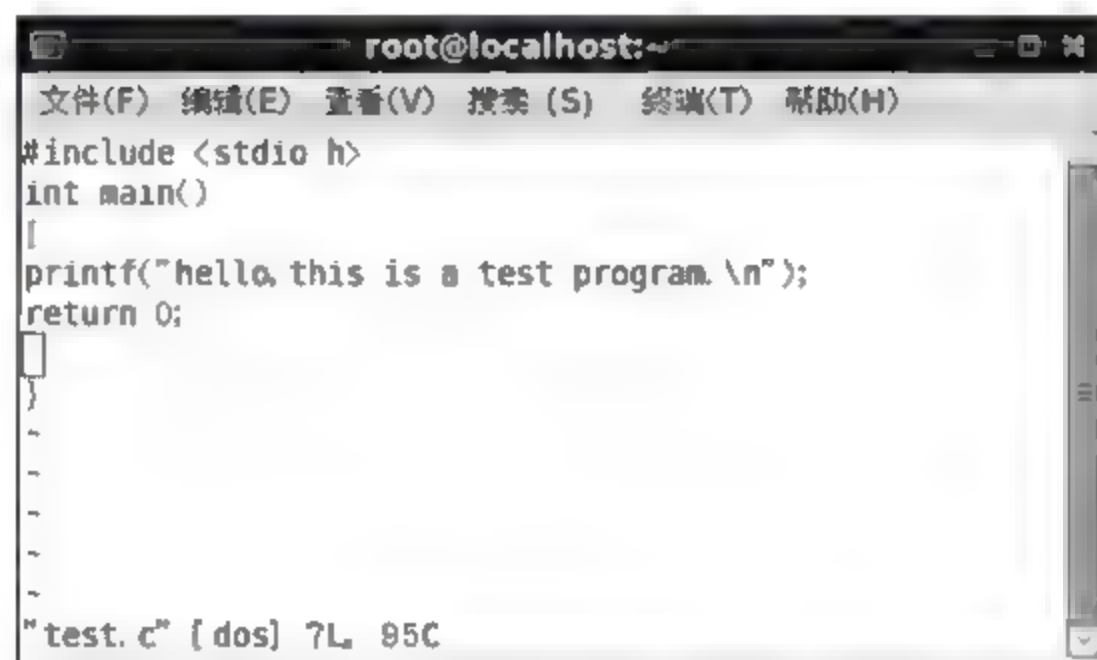 root@localhost:~
文件(F) 编辑(E) 查看(V) 搜索 (S) 终端(T) 帮助(H)
#include <stdio h>
int main()
{
printf("hello,this is a test program.\n");
return 0;
}
~
~
~
~
~
"test.c" [dos] 7L, 95C